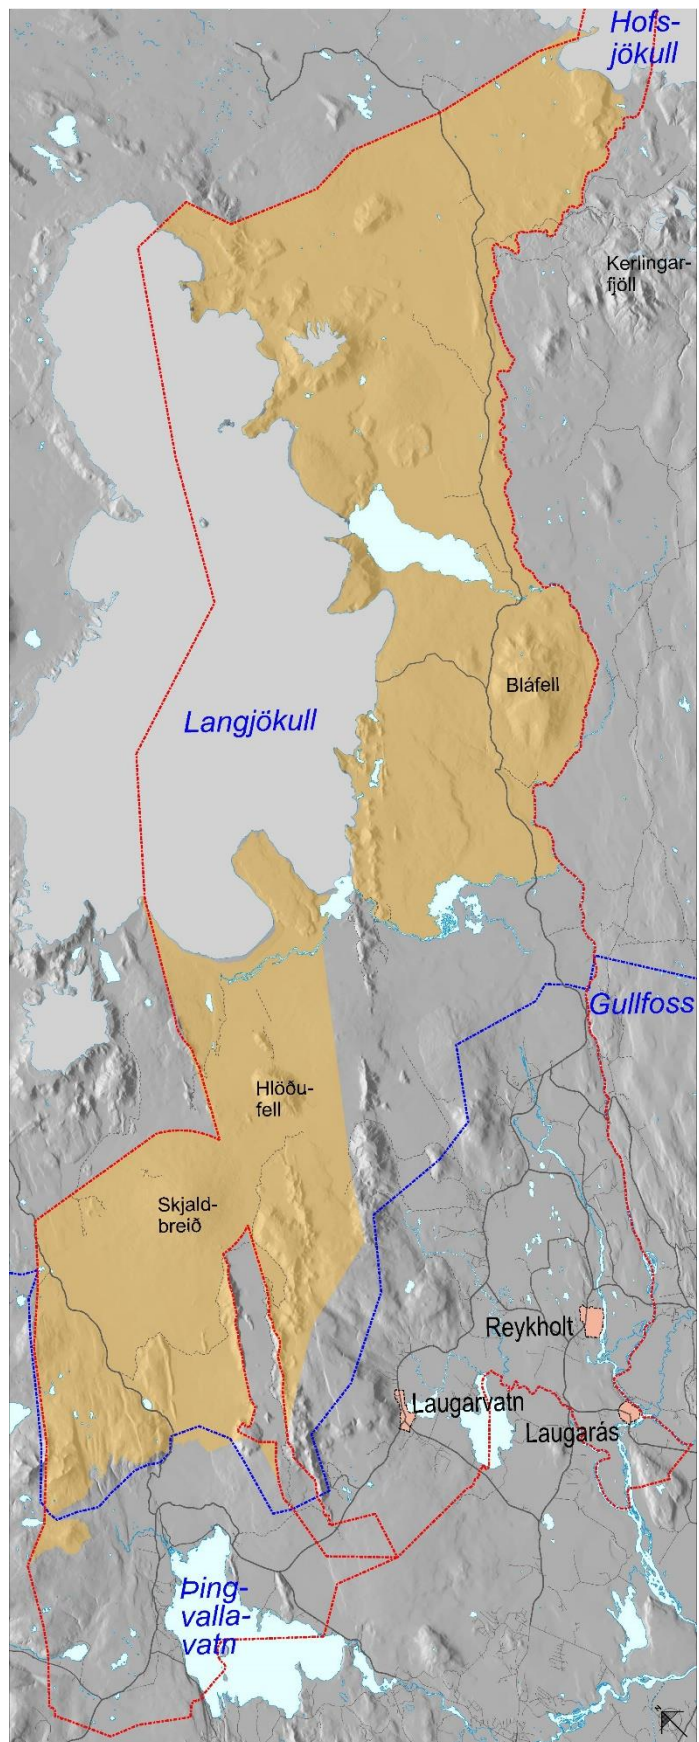 Hofs-
jökull
Kerlingar-
fjöll
Bláfell
Langjökull
Gullfoss
Hlöðu-
fell
Skjald-
breið
Reykholt
Laugarvatn
Laugarás
Þing-
valla-
vatn